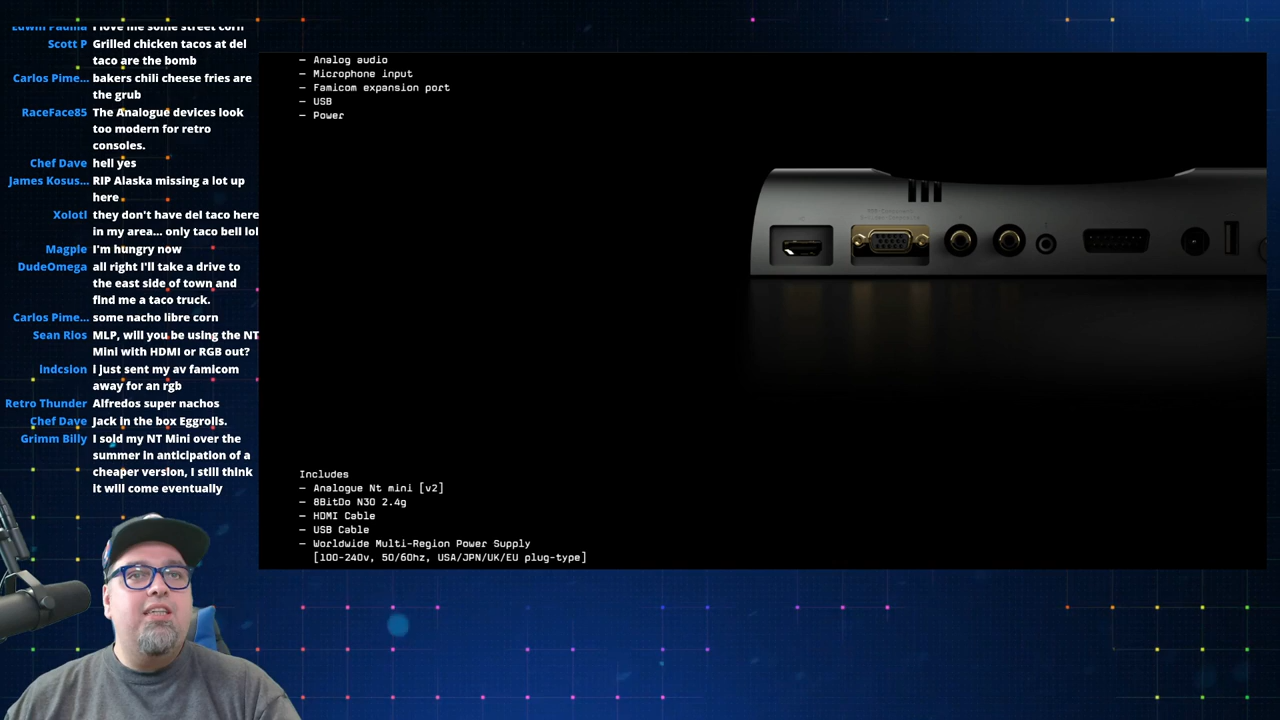 Edwin Padilla I love me some street corn
Scott P Grilled chicken tacos at del
taco are the bomb
Carlos Pime... bakers chili cheese fries are
the grub
RaceFace85 The Analogue devices look
too modern for retro
consoles.
Chef Dave hell yes
James Kosus... RIP Alaska missing a lot up
here
Xolotl they don't have del taco here
in my area... only taco bell lol
Magple I'm hungry now
DudeOmega all right I'll take a drive to
the east side of town and
find me a taco truck.
Carlos Pime... some nacho libre corn
Sean Rios MLP, will you be using the NT
Mini with HDMI or RGB out?
Indcsion I just sent my av famicom
away for an rgb
Retro Thunder Alfredos super nachos
Chef Dave Jack in the box Eggrolls.
Grimm Billy I sold my NT Mini over the
summer in anticipation of a
cheaper version, I still think
it will come eventually
– Analog audio
– Microphone input
– Famicom expansion port
– USB
– Power
Includes
– Analogue Nt mini [v2]
– 8BitDo N30 2.4g
– HDMI Cable
– USB Cable
– Worldwide Multi-Region Power Supply
[100-240v, 50/60hz, USA/JPN/UK/EU plug-type]